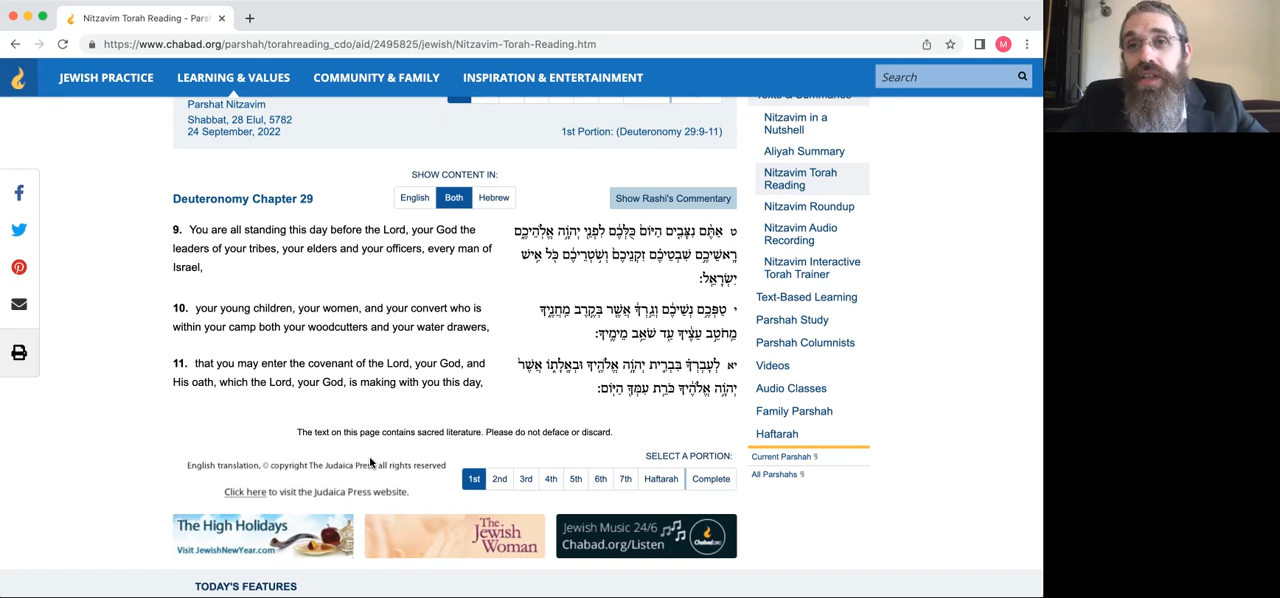 Nitzavim Torah Reading - Pars
https://www.chabad.org/parshah/torahreading_cdo/aid/2495825/jewish/Nitzavim-Torah-Reading.htm
M
JEWISH PRACTICE
LEARNING & VALUES
COMMUNITY & FAMILY
INSPIRATION & ENTERTAINMENT
Search
Parshat Nitzavim
Shabbat, 28 Elul, 5782
24 September, 2022
1st Portion: (Deuteronomy 29:9-11)
SHOW CONTENT IN:
Deuteronomy Chapter 29
English
Both
Hebrew
Show Rashi's Commentary
9. You are all standing this day before the Lord, your God the
leaders of your tribes, your elders and your officers, every man of
Israel,
ט אַתֶּ֨ם נִצָּבִ֤ים הַיּוֹם֙ כֻּלְּכֶ֔ם לִפְנֵ֖י יְהֹוָ֣ה אֱלֹֽהֵיכֶ֑ם
רָאשֵׁיכֶ֣ם שִׁבְטֵיכֶ֗ם זִקְנֵיכֶם֙ וְשֹׁ֣טְרֵיכֶ֔ם כֹּ֖ל אִ֥ישׁ
יִשְׂרָאֵֽל:
10. your young children, your women, and your convert who is
within your camp both your woodcutters and your water drawers,
י טַפְּכֶ֣ם נְשֵׁיכֶ֔ם וְגֵ֣רְךָ֔ אֲשֶׁ֖ר בְּקֶ֣רֶב מַֽחֲנֶ֑יךָ
מֵֽחֹטֵ֣ב עֵצֶ֔יךָ עַ֖ד שֹׁאֵ֥ב מֵימֶֽיךָ:
11. that you may enter the covenant of the Lord, your God, and
His oath, which the Lord, your God, is making with you this day,
יא לְעָבְרְךָ֗ בִּבְרִ֛ית יְהֹוָ֥ה אֱלֹהֶ֖יךָ וּבְאָֽלָת֑וֹ אֲשֶׁר֙
יְהֹוָ֣ה אֱלֹהֶ֔יךָ כֹּרֵ֥ת עִמְּךָ֖ הַיּֽוֹם:
The text on this page contains sacred literature. Please do not deface or discard.
English translation, © copyright The Judaica Press, all rights reserved
Click here to visit the Judaica Press website.
SELECT A PORTION:
1st
2nd
3rd
4th
5th
6th
7th
Haftarah
Complete
The High Holidays
Visit JewishNewYear.com
The
Jewish
Woman
Jewish Music 24/6
Chabad.org/Listen
Chabad.org
TODAY'S FEATURES
Texts & Summaries
Nitzavim in a
Nutshell
Aliyah Summary
Nitzavim Torah
Reading
Nitzavim Roundup
Nitzavim Audio
Recording
Nitzavim Interactive
Torah Trainer
Text-Based Learning
Parshah Study
Parshah Columnists
Videos
Audio Classes
Family Parshah
Haftarah
Current Parshah
All Parshahs